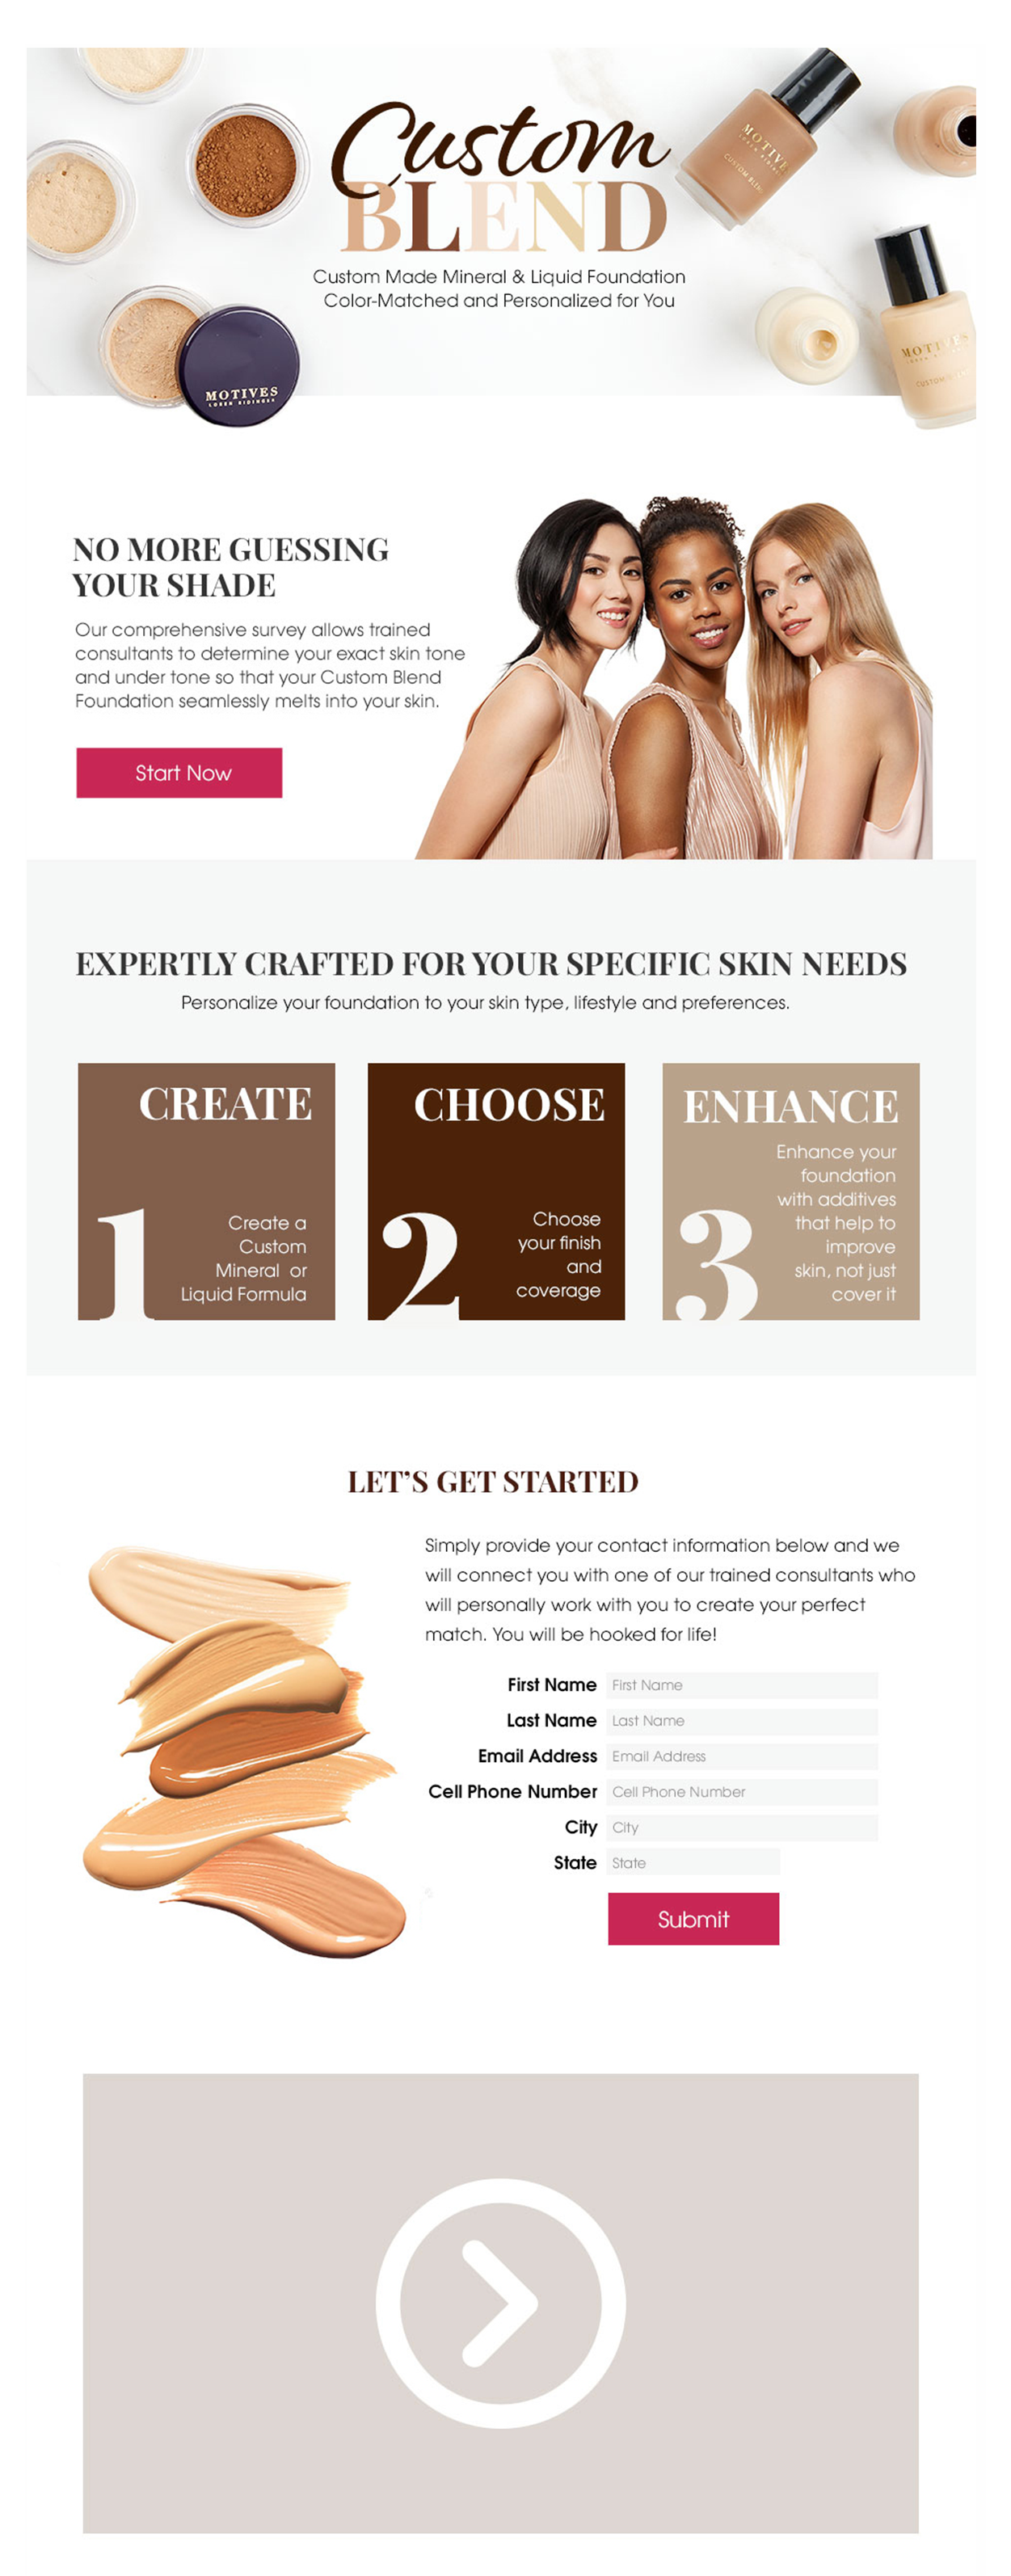 Custom
BLEND
Custom Made Mineral & Liquid Foundation
Color-Matched and Personalized for You
MOTIVES
LOREN RIDINGER
MOTIVE
CUSTOM BLEN
MOTIVES
CUSTOM
NO MORE GUESSING
YOUR SHADE
Our comprehensive survey allows trained
consultants to determine your exact skin tone
and under tone so that your Custom Blend
Foundation seamlessly melts into your skin.
Start Now
EXPERTLY CRAFTED FOR YOUR SPECIFIC SKIN NEEDS
Personalize your foundation to your skin type, lifestyle and preferences.
CREATE
1
Create a
Custom
Mineral or
Liquid Formula
CHOOSE
2
Choose
your finish
and
coverage
ENHANCE
3
Enhance your
foundation
with additives
that help to
improve
skin, not just
cover it
LET'S GET STARTED
Simply provide your contact information below and we
will connect you with one of our trained consultants who
will personally work with you to create your perfect
match. You will be hooked for life!
First Name First Name
Last Name Last Name
Email Address Email Address
Cell Phone Number Cell Phone Number
City City
State State
Submit